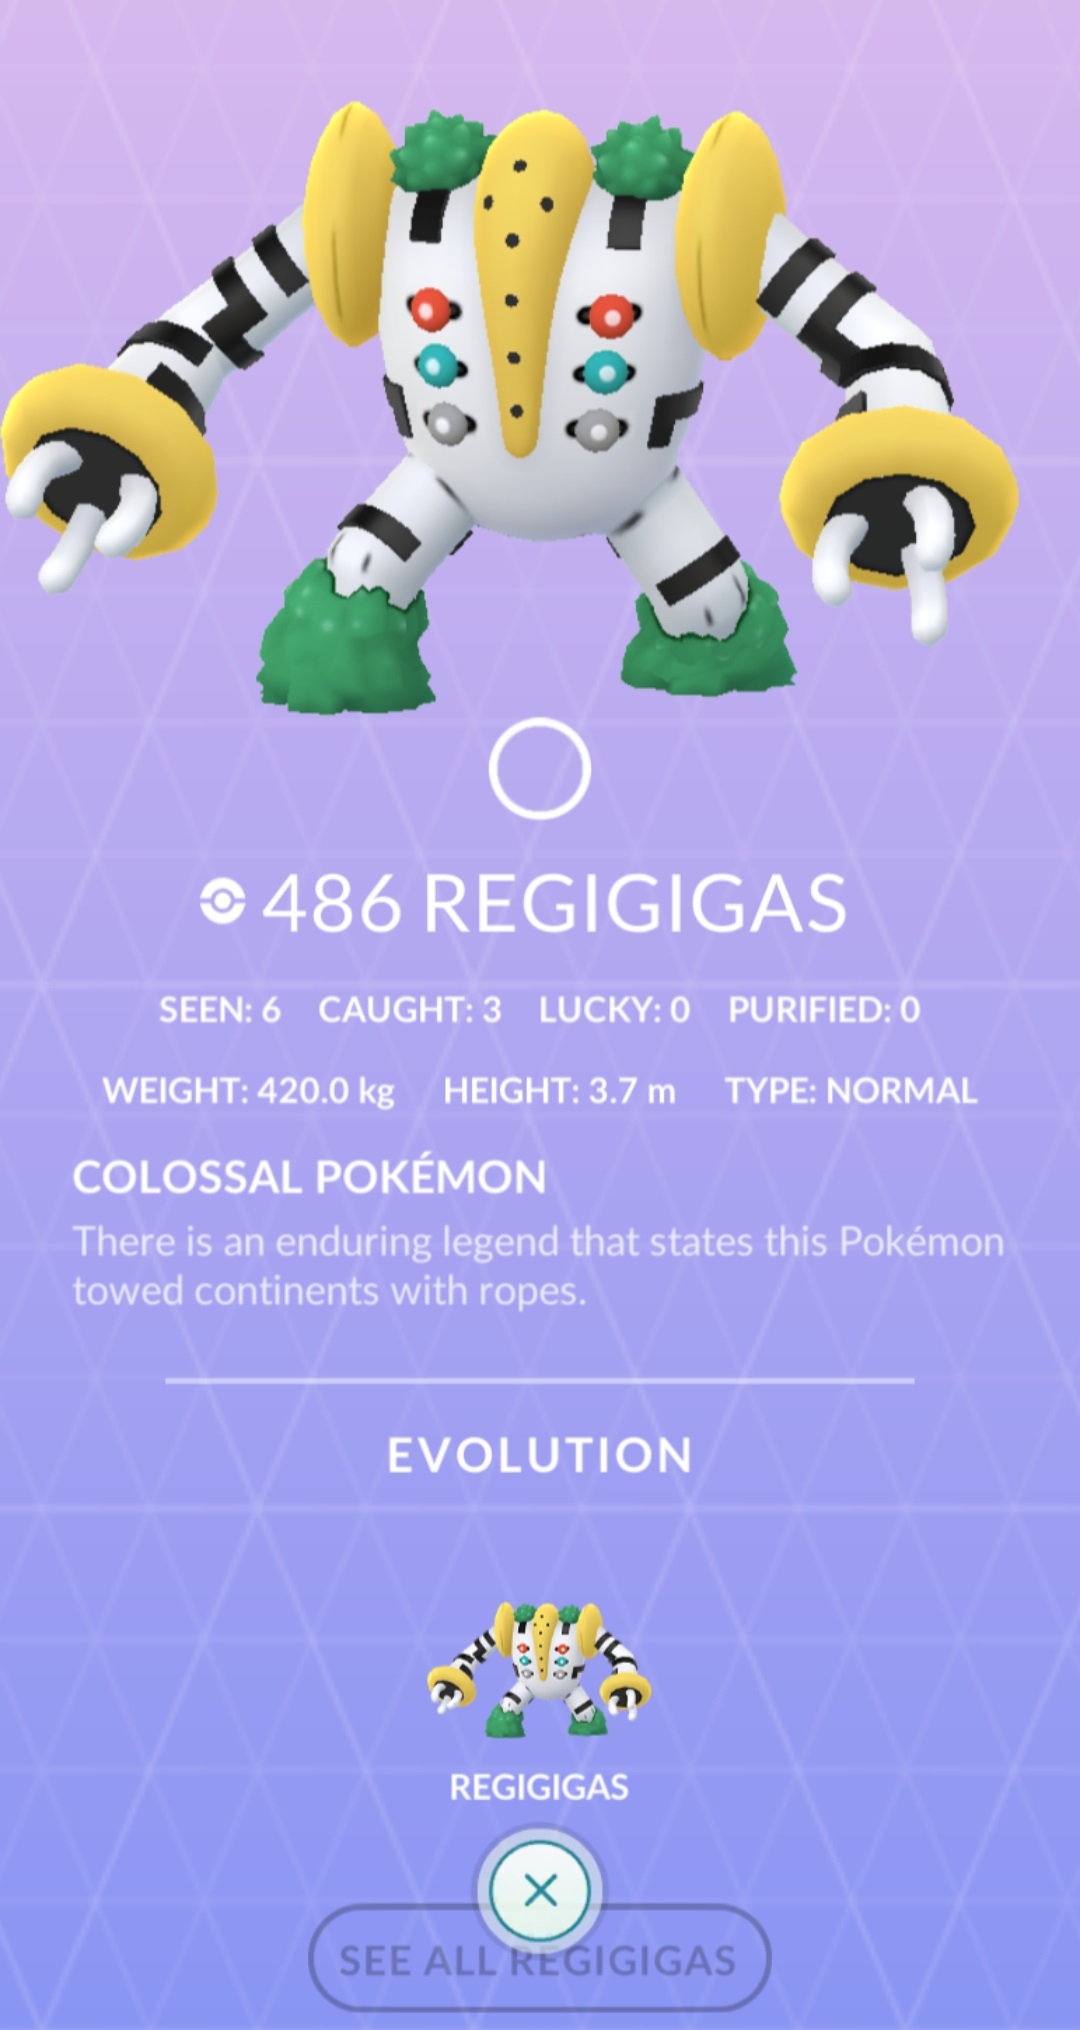 486 REGIGIGAS
SEEN: 6 CAUGHT: 3 LUCKY: 0 PURIFIED: 0
WEIGHT: 420.0 kg HEIGHT: 3.7 m TYPE: NORMAL
COLOSSAL POKÉMON
There is an enduring legend that states this Pokémon
towed continents with ropes.
EVOLUTION
REGIGIGAS
SEE ALL REGIGIGAS